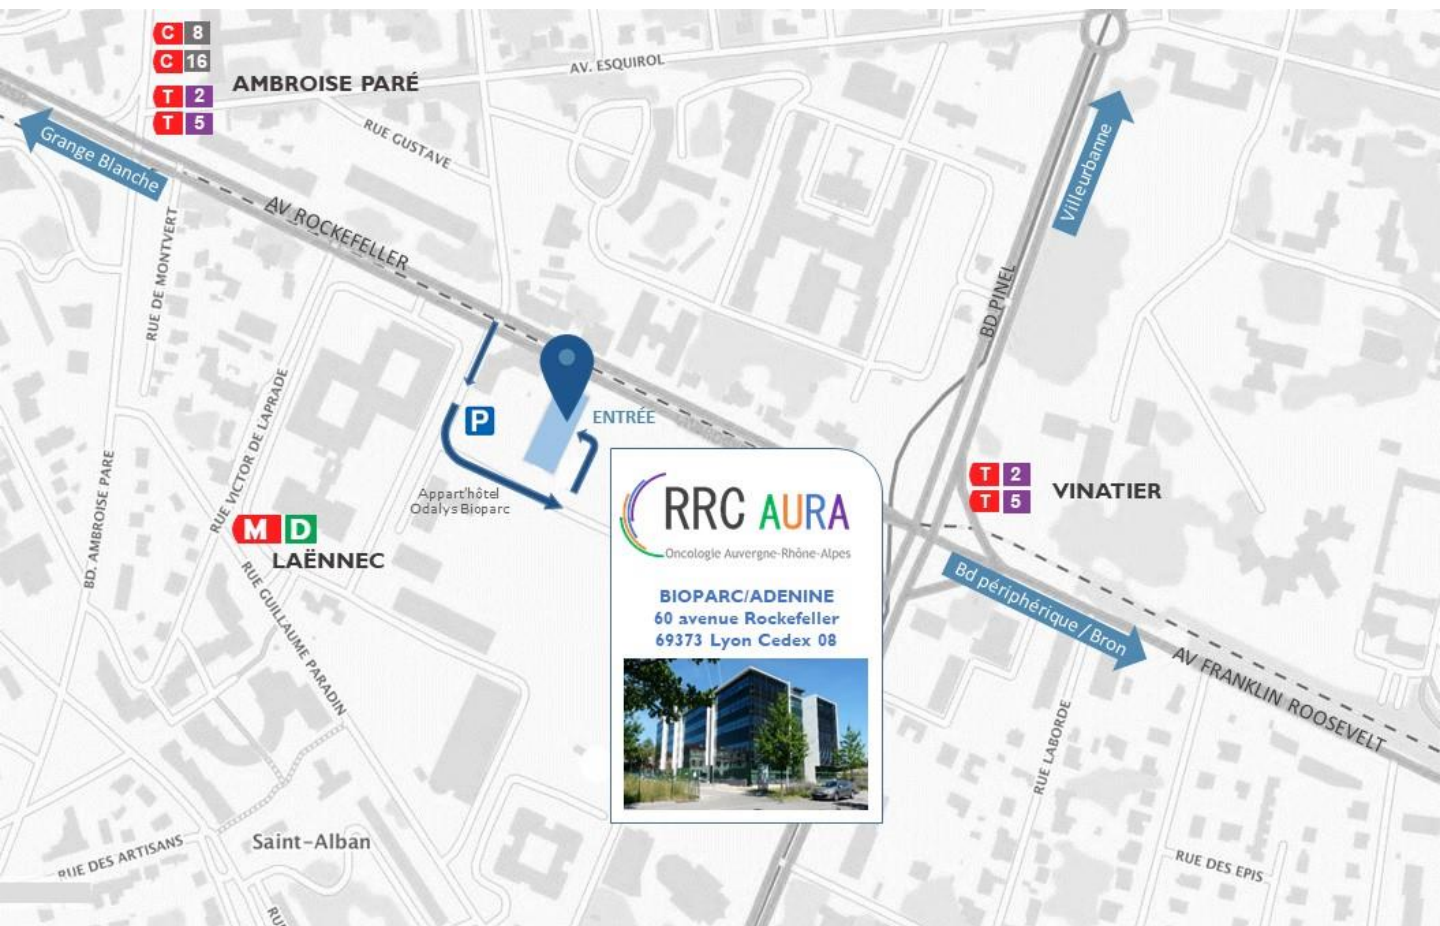 C 8
C 16
T 2
T 5
AMBROISE PARÉ
AV. ESQUIROL
RUE GUSTAVE
Grange Blanche
AV ROCKEFELLER
RUE DE MONTVERT
Villeurbanne
BD PINEL
RUE VICTOR DE LAPRADE
P
ENTRÉE
Appart'hôtel
Odalys Bioparc
BD. AMBROISE PARE
M D
LAËNNEC
RUE GUILLAUME PARADIN
RRC AURA
Oncologie Auvergne-Rhône-Alpes
BIOPARC/ADENINE
60 avenue Rockefeller
69373 Lyon Cedex 08
T 2
T 5
VINATIER
Bd périphérique / Bron
AV FRANKLIN ROOSEVELT
RUE LABORDE
RUE DES EPIS
Saint-Alban
RUE DES ARTISANS